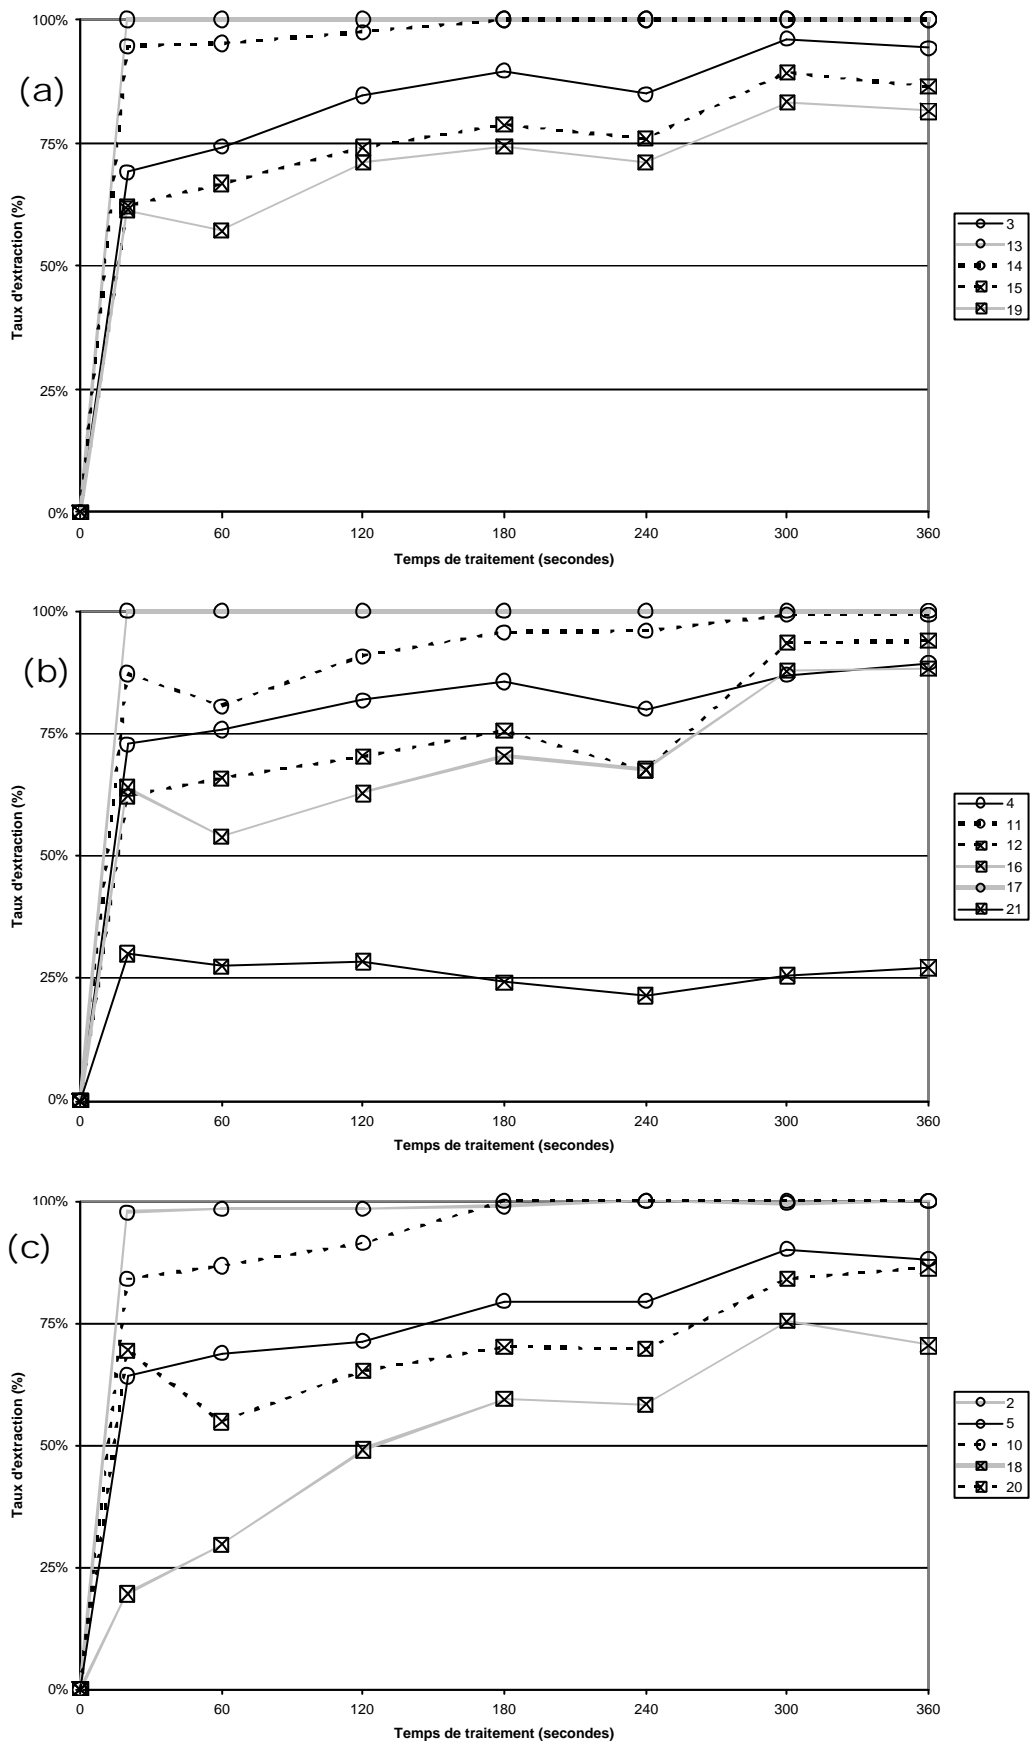 (a)
Taux d'extraction (%)
100%
75%
50%
25%
0%
0 60 120 180 240 300 360
Temps de traitement (secondes)
3
13
14
15
19
(b)
Taux d'extraction (%)
100%
75%
50%
25%
0%
0 60 120 180 240 300 360
Temps de traitement (secondes)
4
11
12
16
17
21
(c)
Taux d'extraction (%)
100%
75%
50%
25%
0%
0 60 120 180 240 300 360
Temps de traitement (secondes)
2
5
10
18
20